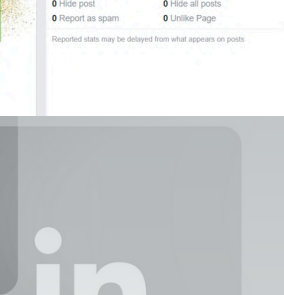 0 Hide post 0 Hide all posts
0 Report as spam 0 Unlike Page
Reported stats may be delayed from what appears on posts
in